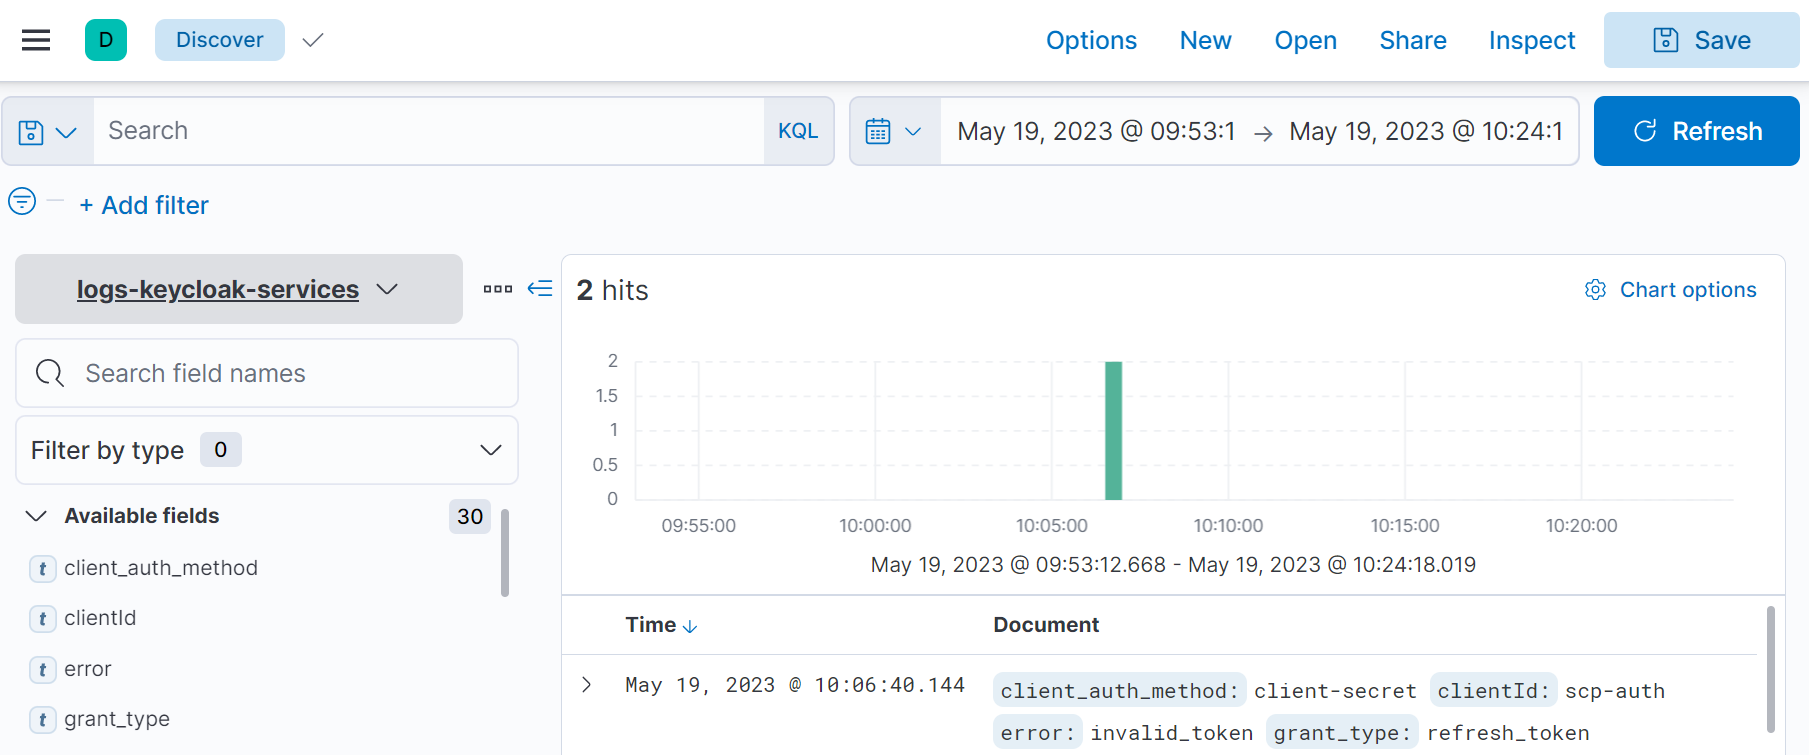 D Discover Options New Open Share Inspect Save
Search KQL May 19, 2023 @ 09:53:1 → May 19, 2023 @ 10:24:1 Refresh
+ Add filter
logs-keycloak-services
Search field names
Filter by type 0
Available fields 30
t client_auth_method
t clientId
t error
t grant_type
2 hits Chart options
2
1.5
1
0.5
0
09:55:00 10:00:00 10:05:00 10:10:00 10:15:00 10:20:00
May 19, 2023 @ 09:53:12.668 - May 19, 2023 @ 10:24:18.019
Time Document
May 19, 2023 @ 10:06:40.144 client_auth_method: client-secret clientId: scp-auth
error: invalid_token grant_type: refresh_token